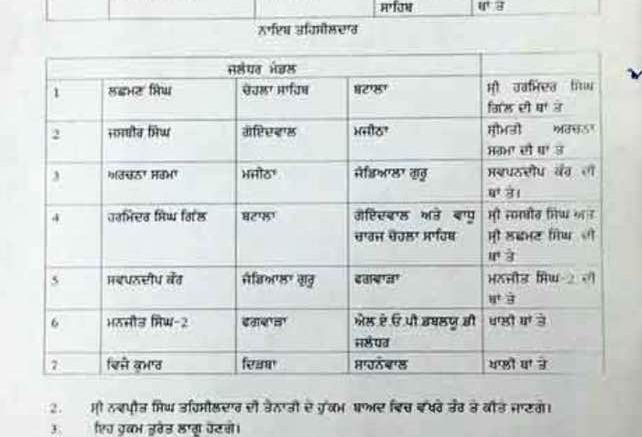 ਸਾਹਿਬ ਥਾਂ ਤੇ
ਨਾਇਬ ਤਹਿਸੀਲਦਾਰ
ਜਲੰਧਰ ਮੰਡਲ
1 ਲਛਮਣ ਸਿੰਘ ਚੋਹਲਾ ਸਾਹਿਬ ਬਟਾਲਾ ਸ੍ਰੀ ਹਰਮਿੰਦਰ ਸਿੰਘ
ਗਿੱਲ ਦੀ ਥਾਂ ਤੇ
2 ਜਸਬੀਰ ਸਿੰਘ ਗੋਇੰਦਵਾਲ ਮਜੀਠਾ ਸ੍ਰੀਮਤੀ ਅਰਚਨਾ
ਸਰਮਾ ਦੀ ਥਾਂ ਤੇ
3 ਅਰਚਨਾ ਸਰਮਾ ਮਜੀਠਾ ਜੰਡਿਆਲਾ ਗੁਰੂ ਸਵਪਨਦੀਪ ਕੌਰ ਦੀ
ਥਾਂ ਤੇ।
4 ਹਰਮਿੰਦਰ ਸਿੰਘ ਗਿੱਲ ਬਟਾਲਾ ਗੋਇੰਦਵਾਲ ਅਤੇ ਵਾਧੂ ਸ੍ਰੀ ਜਸਬੀਰ ਸਿੰਘ ਅਤੇ
ਚਾਰਜ ਚੋਹਲਾ ਸਾਹਿਬ ਸ੍ਰੀ ਲਛਮਣ ਸਿੰਘ ਦੀ
ਥਾਂ ਤੇ
5 ਸਵਪਨਦੀਪ ਕੌਰ ਜੰਡਿਆਲਾ ਗੁਰੂ ਫਗਵਾੜਾ ਮਨਜੀਤ ਸਿੰਘ-2 ਦੀ
ਥਾਂ ਤੇ
6 ਮਨਜੀਤ ਸਿੰਘ-2 ਫਗਵਾੜਾ ਐਲ.ਏ.ਓ.ਪੀ.ਡਬਲਯੂ.ਡੀ ਖਾਲੀ ਥਾਂ ਤੇ
ਜਲੰਧਰ
7 ਵਿਜੈ ਕੁਮਾਰ ਦਿੜਬਾ ਸਾਹਨੇਵਾਲ ਖਾਲੀ ਥਾਂ ਤੇ
2. ਸ੍ਰੀ ਨਵਪ੍ਰੀਤ ਸਿੰਘ ਤਹਿਸੀਲਦਾਰ ਦੀ ਤੈਨਾਤੀ ਦੇ ਹੁੱਕਮ ਬਾਅਦ ਵਿਚ ਵੱਖਰੇ ਤੌਰ ਤੇ ਕੀਤੇ ਜਾਣਗੇ।
3. ਇਹ ਹੁਕਮ ਤੁਰੰਤ ਲਾਗੂ ਹੋਣਗੇ।